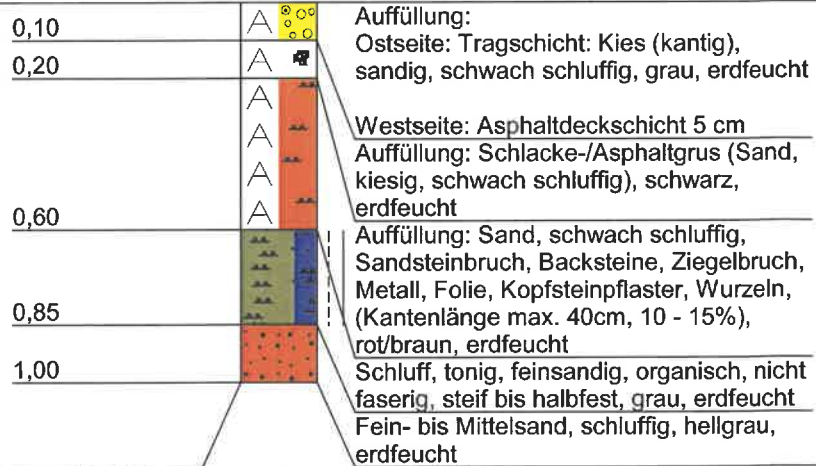 0,10
0,20
0,60
0,85
1,00
A
A
A
A
A
A
Auffüllung:
Ostseite: Tragschicht: Kies (kantig),
sandig, schwach schluffig, grau, erdfeucht
Westseite: Asphaltdeckschicht 5 cm
Auffüllung: Schlacke-/Asphaltgrus (Sand,
kiesig, schwach schluffig), schwarz,
erdfeucht
Auffüllung: Sand, schwach schluffig,
Sandsteinbruch, Backsteine, Ziegelbruch,
Metall, Folie, Kopfsteinpflaster, Wurzeln,
(Kantenlänge max. 40cm, 10 - 15%),
rot/braun, erdfeucht
Schluff, tonig, feinsandig, organisch, nicht
faserig, steif bis halbfest, grau, erdfeucht
Fein- bis Mittelsand, schluffig, hellgrau,
erdfeucht